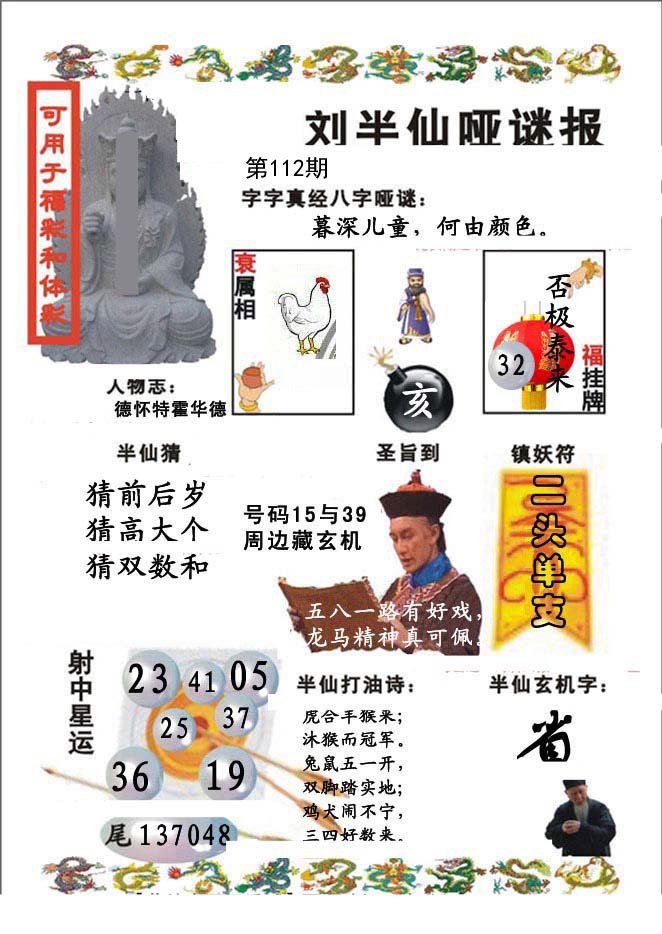 刘半仙哑谜报
可用于福彩和体彩
第112期
字字真经八字哑谜：
暮深儿童，何由颜色。
衰属相
亥
否极泰来
32
福挂牌
人物志：
德怀特霍华德
半仙猜
猜前后岁
猜高大个
猜双数和
圣旨到
号码15与39
周边藏玄机
五八一路有好戏，
龙马精神真可佩。
镇妖符
二头单支
射中星运
23 41 05
25 37
36 19
尾137048
半仙打油诗：
虎合手猴来；
沐猴而冠军。
兔鼠五一开，
双脚踏实地；
鸡犬闹不宁，
三四好数来。
半仙玄机字：
省